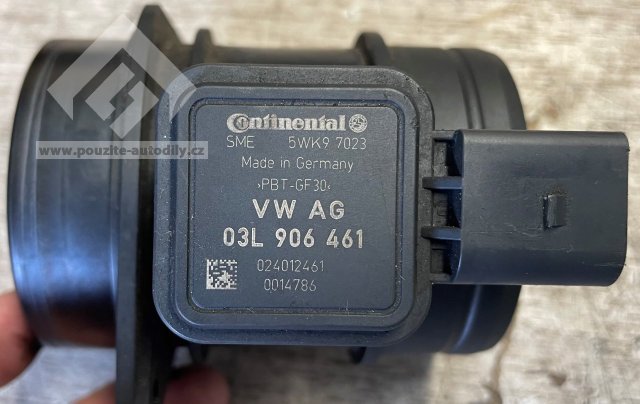 Continental
SME 5WK9 7023
Made in Germany
>PBT-GF30<
VW AG
03L 906 461
024012461
0014786
www.pouzite-autodily.cz